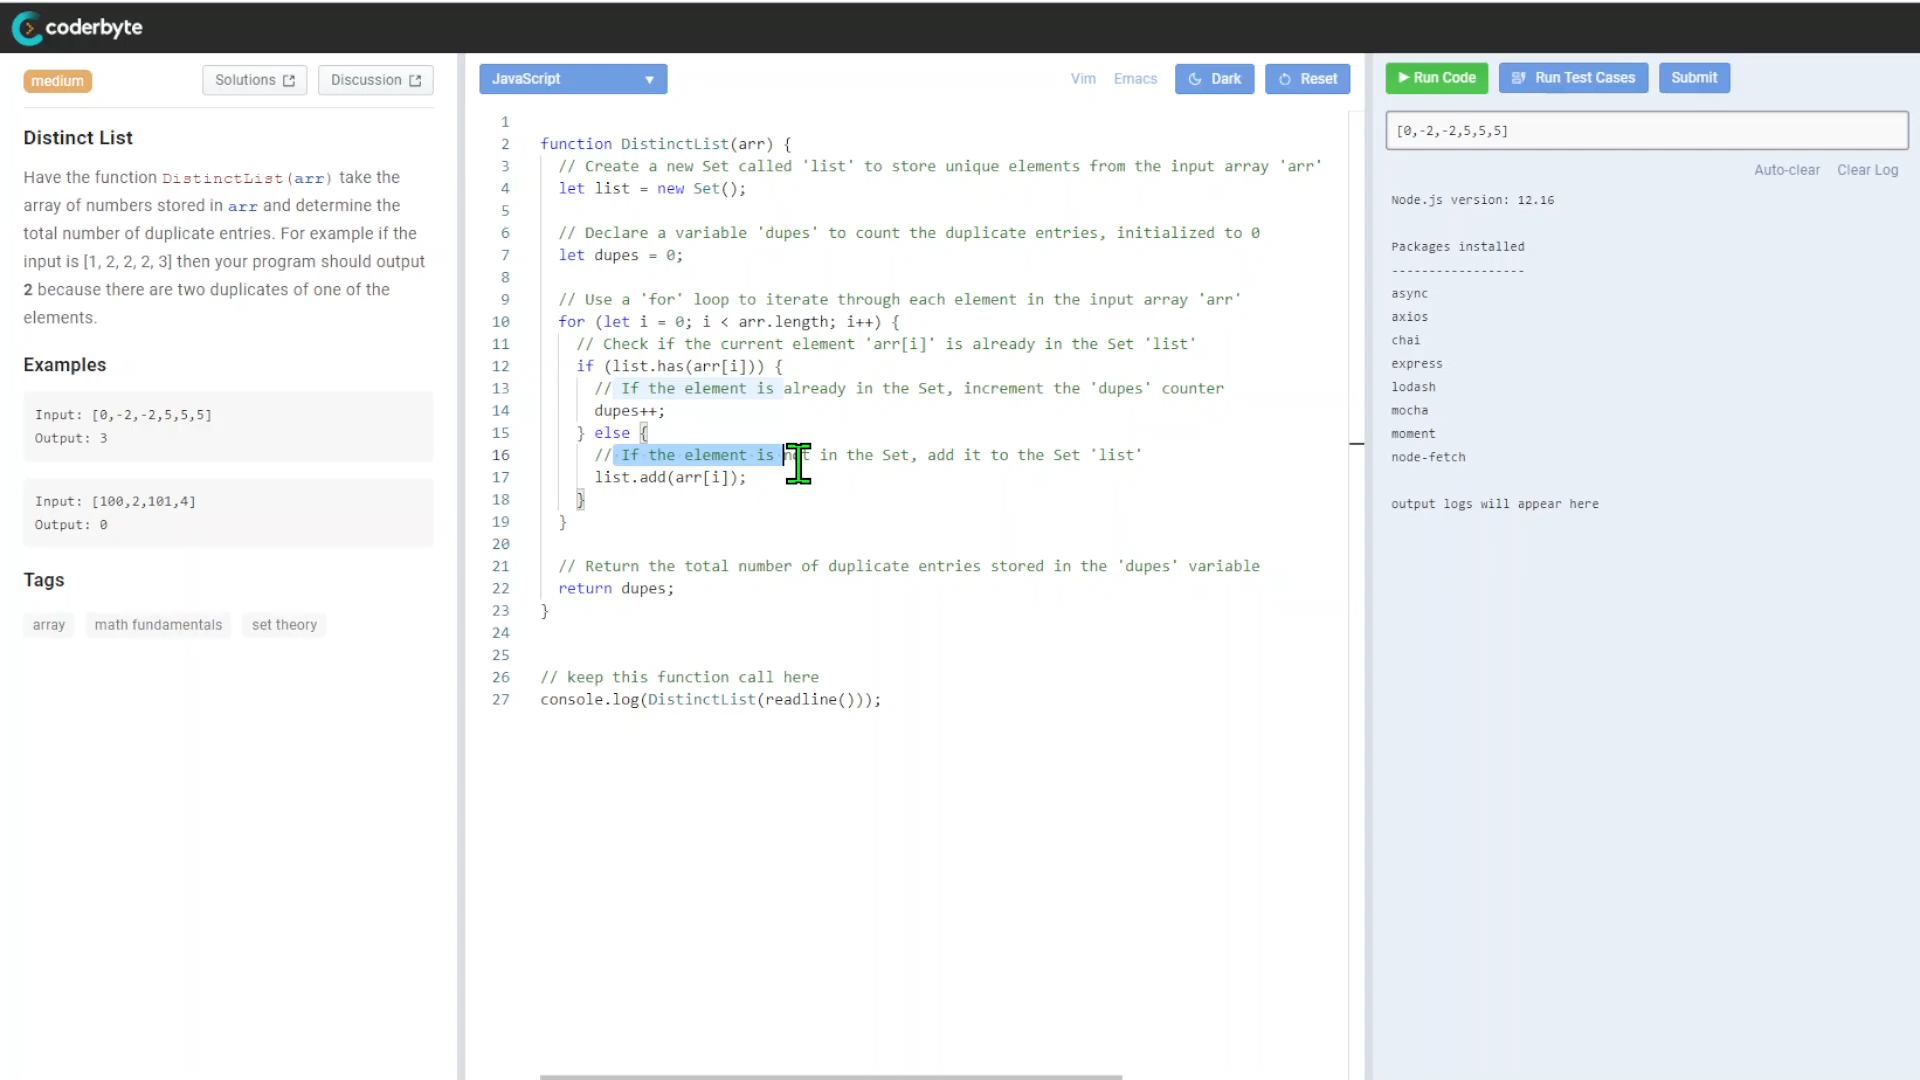 coderbyte
medium
Solutions
Discussion
Distinct List
Have the function DistinctList(arr) take the
array of numbers stored in arr and determine the
total number of duplicate entries. For example if the
input is [1, 2, 2, 2, 3] then your program should output
2 because there are two duplicates of one of the
elements.
Examples
Input: [0,-2,-2,5,5,5]
Output: 3
Input: [100,2,101,4]
Output: 0
Tags
array
math fundamentals
set theory
JavaScript
Vim
Emacs
Dark
Reset
1
2 function DistinctList(arr) {
3 // Create a new Set called 'list' to store unique elements from the input array 'arr'
4 let list = new Set();
5
6 // Declare a variable 'dupes' to count the duplicate entries, initialized to 0
7 let dupes = 0;
8
9 // Use a 'for' loop to iterate through each element in the input array 'arr'
10 for (let i = 0; i < arr.length; i++) {
11 // Check if the current element 'arr[i]' is already in the Set 'list'
12 if (list.has(arr[i])) {
13 // If the element is already in the Set, increment the 'dupes' counter
14 dupes++;
15 } else {
16 // If the element is not in the Set, add it to the Set 'list'
17 list.add(arr[i]);
18 }
19 }
20
21 // Return the total number of duplicate entries stored in the 'dupes' variable
22 return dupes;
23 }
24
25
26 // keep this function call here
27 console.log(DistinctList(readline()));
Run Code
Run Test Cases
Submit
[0,-2,-2,5,5,5]
Auto-clear
Clear Log
Node.js version: 12.16
Packages installed
------------------
async
axios
chai
express
lodash
mocha
moment
node-fetch
output logs will appear here